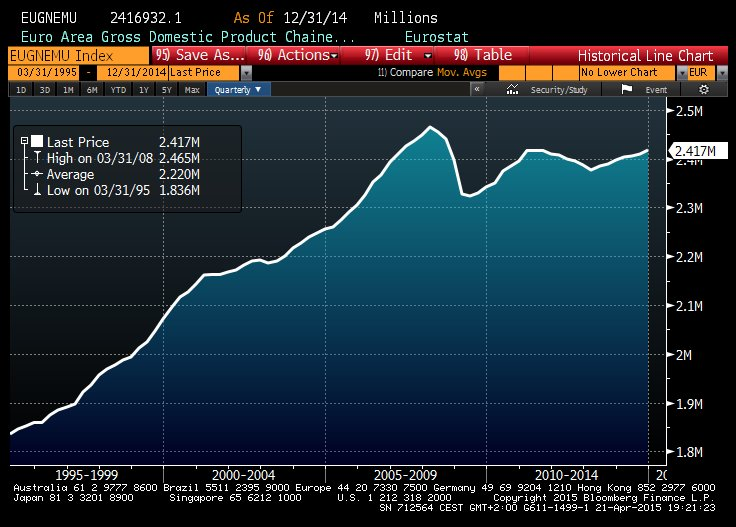 EUGNEMU 2416932.1 As Of 12/31/14 Millions
Euro Area Gross Domestic Product Chaine... Eurostat
EUGNEMU Index 95) Save As... 96) Actions 97) Edit 98) Table Historical Line Chart
03/31/1995 - 12/31/2014 Last Price 11) Compare Mov. Avgs No Lower Chart EUR
1D 3D 1M 6M YTD 1Y 5Y Max Quarterly ▼ « Security/Study Event
2.5M
Last Price 2.417M
High on 03/31/08 2.465M
Average 2.220M
Low on 03/31/95 1.836M
2.417M
2.4M
2.3M
2.2M
2.1M
2M
1.9M
1.8M
1995-1999 2000-2004 2005-2009 2010-2014 20
Australia 61 2 9777 8600 Brazil 5511 2395 9000 Europe 44 20 7330 7500 Germany 49 69 9204 1210 Hong Kong 852 2977 6000
Japan 81 3 3201 8900 Singapore 65 6212 1000 U.S. 1 212 318 2000 Copyright 2015 Bloomberg Finance L.P.
SN 712564 CEST GMT+2:00 G611-1499-1 21-Apr-2015 19:21:23